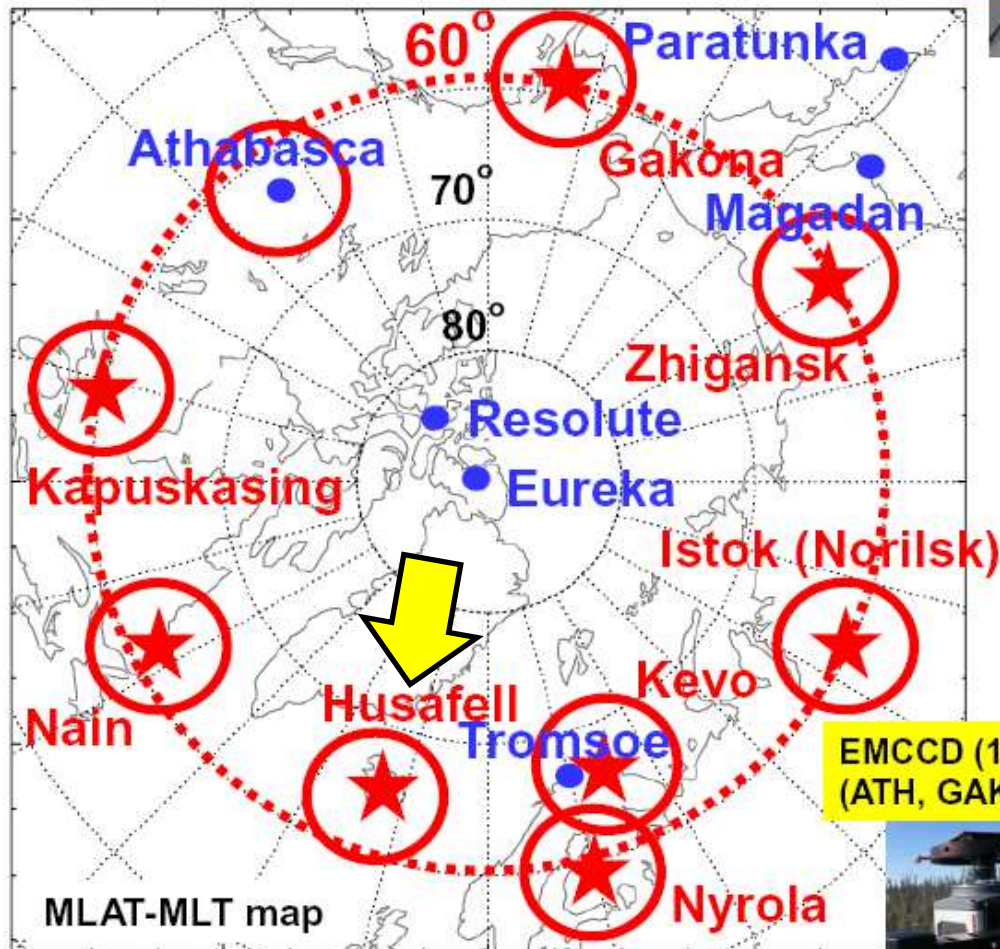 60°
Paratunka
Athabasca
Gakona
70°
Magadan
80°
Zhigansk
Resolute
Kapuskasing
Eureka
Istok (Norilsk)
Kevo
Husafell
Nain
Tromsoe
EMCCD (1
(ATH, GAK
MLAT-MLT map
Nyrola